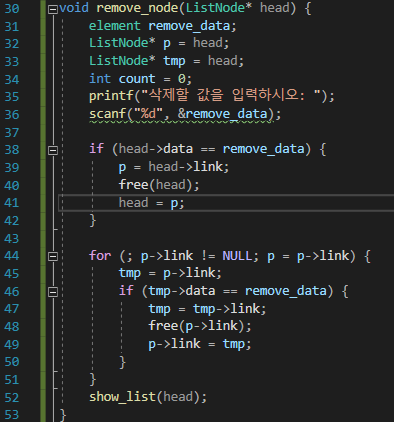 30 void remove_node(ListNode* head) {
31 element remove_data;
32 ListNode* p = head;
33 ListNode* tmp = head;
34 int count = 0;
35 printf("삭제할 값을 입력하시오: ");
36 scanf("%d", &remove_data);
37
38 if (head->data == remove_data) {
39 p = head->link;
40 free(head);
41 head = p;
42 }
43
44 for (; p->link != NULL; p = p->link) {
45 tmp = p->link;
46 if (tmp->data == remove_data) {
47 tmp = tmp->link;
48 free(p->link);
49 p->link = tmp;
50 }
51 }
52 show_list(head);
53 }